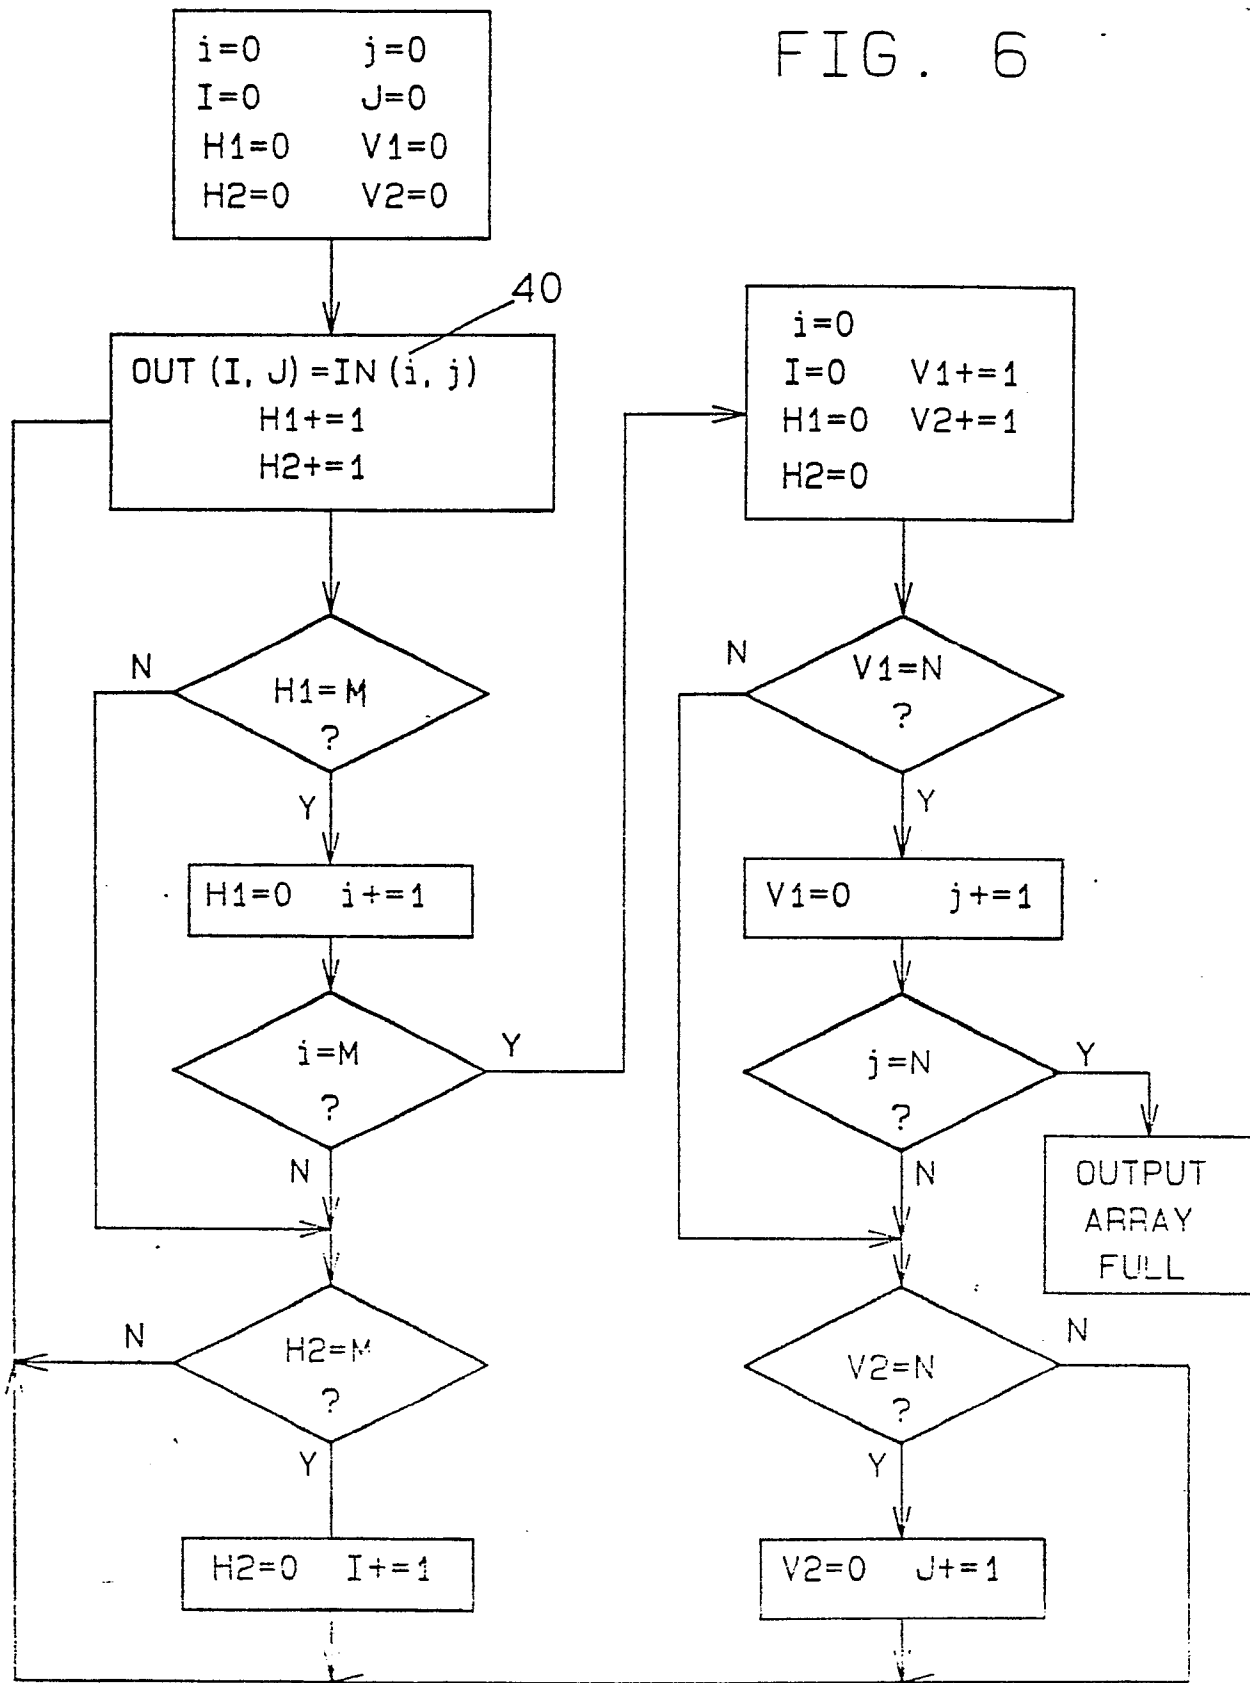 FIG. 6
i=0 j=0
I=0 J=0
H1=0 V1=0
H2=0 V2=0
40
OUT (I, J) =IN (i, j)
H1+=1
H2+=1
N
H1=M
?
Y
H1=0 i+=1
i=M
?
Y
N
H2=M
?
N
Y
H2=0 I+=1
i=0
I=0 V1+=1
H1=0 V2+=1
H2=0
N
V1=N
?
Y
V1=0 j+=1
j=N
?
Y
N
OUTPUT
ARRAY
FULL
V2=N
?
N
Y
V2=0 J+=1